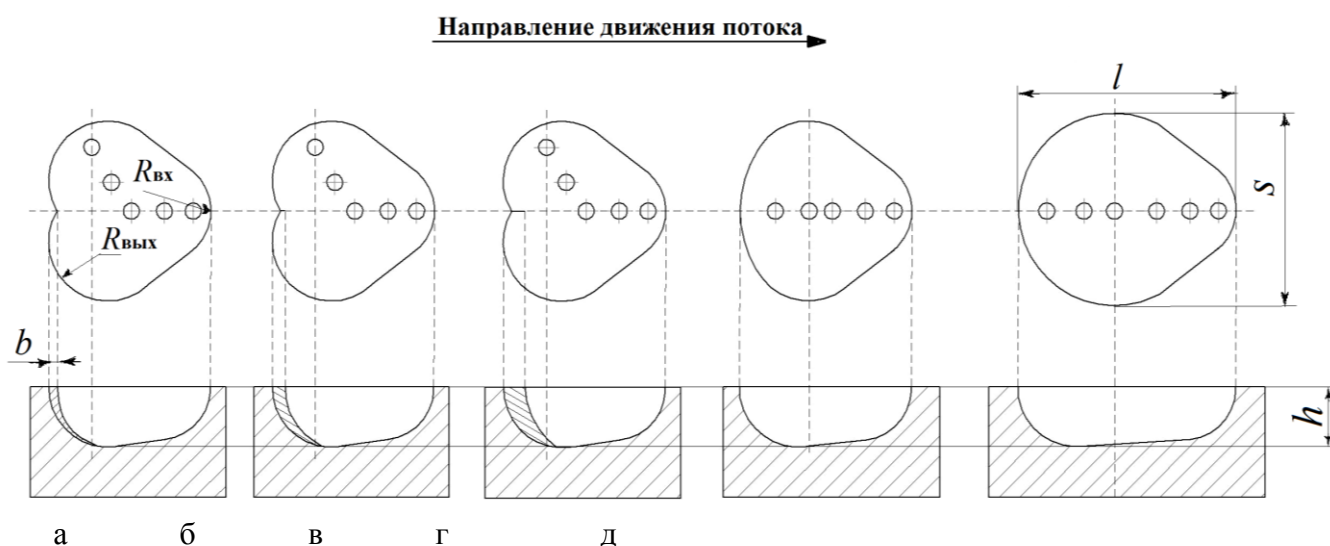 Направление движения потока
l
Rвх
s
Rвых
b
h
а б в г д